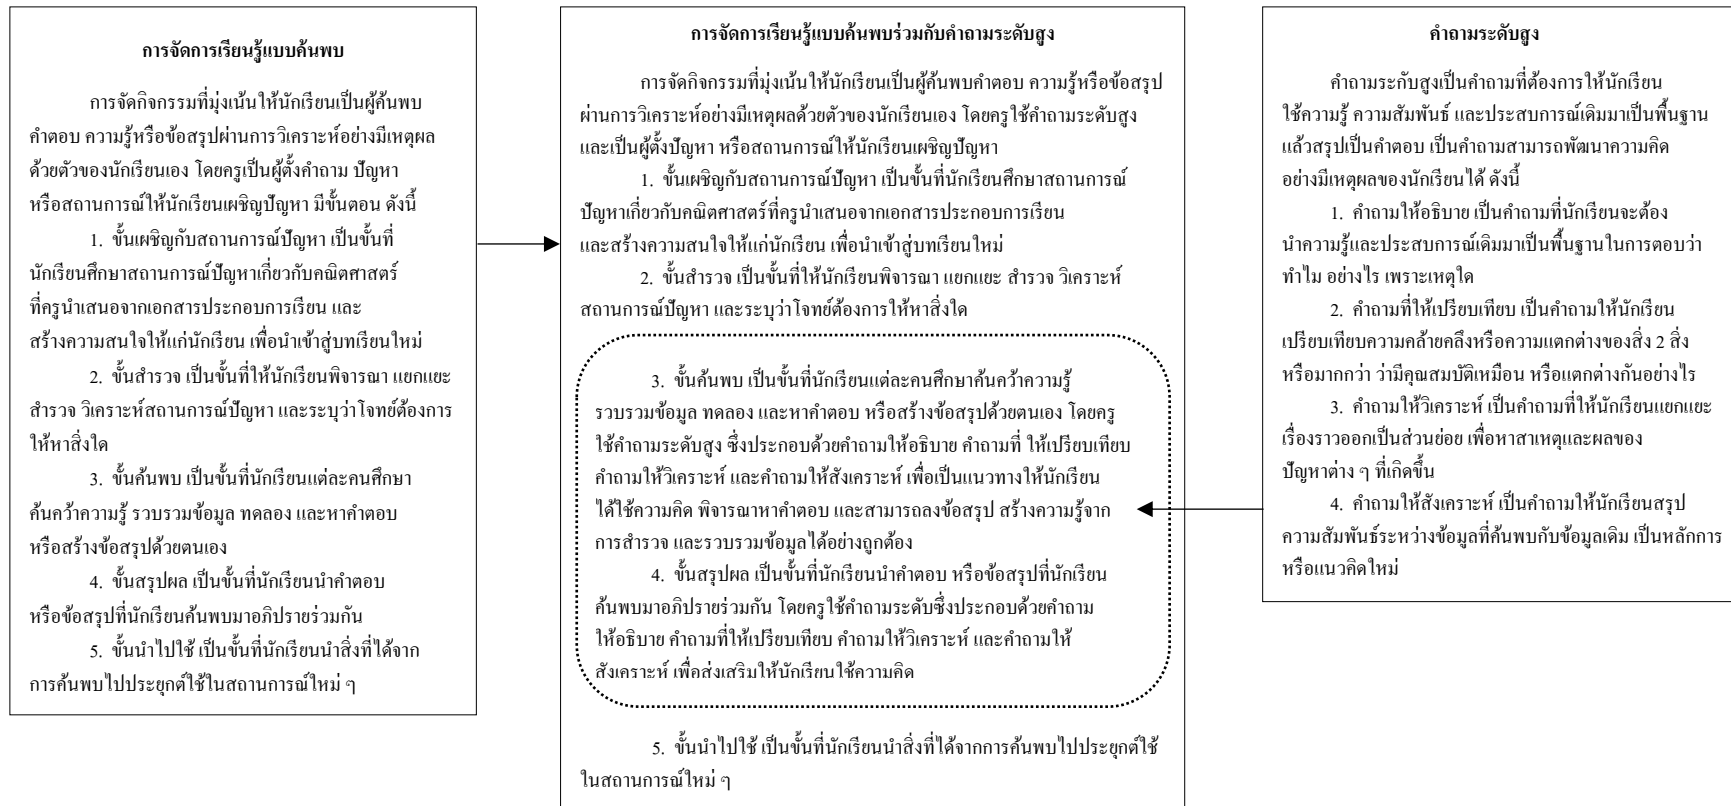 การจัดการเรียนรู้แบบค้นพบ
การจัดกิจกรรมที่มุ่งเน้นให้นักเรียนเป็นผู้ค้นพบ
คำตอบ ความรู้หรือข้อสรุปผ่านการวิเคราะห์อย่างมีเหตุผล
ด้วยตัวของนักเรียนเอง โดยครูเป็นผู้ตั้งคำถาม ปัญหา
หรือสถานการณ์ให้นักเรียนเผชิญปัญหา มีขั้นตอน ดังนี้
1. ขั้นเผชิญกับสถานการณ์ปัญหา เป็นขั้นที่
นักเรียนศึกษาสถานการณ์ปัญหาเกี่ยวกับคณิตศาสตร์
ที่ครูนำเสนอจากเอกสารประกอบการเรียน และ
สร้างความสนใจให้แก่นักเรียน เพื่อนำเข้าสู่บทเรียนใหม่
2. ขั้นสำรวจ เป็นขั้นที่ให้นักเรียนพิจารณา แยกแยะ
สำรวจ วิเคราะห์สถานการณ์ปัญหา และระบุว่าโจทย์ต้องการ
ให้หาสิ่งใด
3. ขั้นค้นพบ เป็นขั้นที่นักเรียนแต่ละคนศึกษา
ค้นคว้าความรู้ รวบรวมข้อมูล ทดลอง และหาคำตอบ
หรือสร้างข้อสรุปด้วยตนเอง
4. ขั้นสรุปผล เป็นขั้นที่นักเรียนนำคำตอบ
หรือข้อสรุปที่นักเรียนค้นพบมาอภิปรายร่วมกัน
5. ขั้นนำไปใช้ เป็นขั้นที่นักเรียนนำสิ่งที่ได้จาก
การค้นพบไปประยุกต์ใช้ในสถานการณ์ใหม่ ๆ
การจัดการเรียนรู้แบบค้นพบร่วมกับคำถามระดับสูง
การจัดกิจกรรมที่มุ่งเน้นให้นักเรียนเป็นผู้ค้นพบคำตอบ ความรู้หรือข้อสรุป
ผ่านการวิเคราะห์อย่างมีเหตุผลด้วยตัวของนักเรียนเอง โดยครูใช้คำถามระดับสูง
และเป็นผู้ตั้งปัญหา หรือสถานการณ์ให้นักเรียนเผชิญปัญหา
1. ขั้นเผชิญกับสถานการณ์ปัญหา เป็นขั้นที่นักเรียนศึกษาสถานการณ์
ปัญหาเกี่ยวกับคณิตศาสตร์ที่ครูนำเสนอจากเอกสารประกอบการเรียน
และสร้างความสนใจให้แก่นักเรียน เพื่อนำเข้าสู่บทเรียนใหม่
2. ขั้นสำรวจ เป็นขั้นที่ให้นักเรียนพิจารณา แยกแยะ สำรวจ วิเคราะห์
สถานการณ์ปัญหา และระบุว่าโจทย์ต้องการให้หาสิ่งใด
3. ขั้นค้นพบ เป็นขั้นที่นักเรียนแต่ละคนศึกษาค้นคว้าความรู้
รวบรวมข้อมูล ทดลอง และหาคำตอบ หรือสร้างข้อสรุปด้วยตนเอง โดยครู
ใช้คำถามระดับสูง ซึ่งประกอบด้วยคำถามให้อธิบาย คำถามที่ ให้เปรียบเทียบ
คำถามให้วิเคราะห์ และคำถามให้สังเคราะห์ เพื่อเป็นแนวทางให้นักเรียน
ได้ใช้ความคิด พิจารณาหาคำตอบ และสามารถลงข้อสรุป สร้างความรู้จาก
การสำรวจ และรวบรวมข้อมูลได้อย่างถูกต้อง
4. ขั้นสรุปผล เป็นขั้นที่นักเรียนนำคำตอบ หรือข้อสรุปที่นักเรียน
ค้นพบมาอภิปรายร่วมกัน โดยครูใช้คำถามระดับซึ่งประกอบด้วยคำถาม
ให้อธิบาย คำถามที่ให้เปรียบเทียบ คำถามให้วิเคราะห์ และคำถามให้
สังเคราะห์ เพื่อส่งเสริมให้นักเรียนใช้ความคิด
5. ขั้นนำไปใช้ เป็นขั้นที่นักเรียนนำสิ่งที่ได้จากการค้นพบไปประยุกต์ใช้
ในสถานการณ์ใหม่ ๆ
คำถามระดับสูง
คำถามระกับสูงเป็นคำถามที่ต้องการให้นักเรียน
ใช้ความรู้ ความสัมพันธ์ และประสบการณ์เดิมมาเป็นพื้นฐาน
แล้วสรุปเป็นคำตอบ เป็นคำถามสามารถพัฒนาความคิด
อย่างมีเหตุผลของนักเรียนได้ ดังนี้
1. คำถามให้อธิบาย เป็นคำถามที่นักเรียนจะต้อง
นำความรู้และประสบการณ์เดิมมาเป็นพื้นฐานในการตอบว่า
ทำไม อย่างไร เพราะเหตุใด
2. คำถามที่ให้เปรียบเทียบ เป็นคำถามให้นักเรียน
เปรียบเทียบความคล้ายคลึงหรือความแตกต่างของสิ่ง 2 สิ่ง
หรือมากกว่า ว่ามีคุณสมบัติเหมือน หรือแตกต่างกันอย่างไร
3. คำถามให้วิเคราะห์ เป็นคำถามที่ให้นักเรียนแยกแยะ
เรื่องราวออกเป็นส่วนย่อย เพื่อหาสาเหตุและผลของ
ปัญหาต่าง ๆ ที่เกิดขึ้น
4. คำถามให้สังเคราะห์ เป็นคำถามให้นักเรียนสรุป
ความสัมพันธ์ระหว่างข้อมูลที่ค้นพบกับข้อมูลเดิม เป็นหลักการ
หรือแนวคิดใหม่